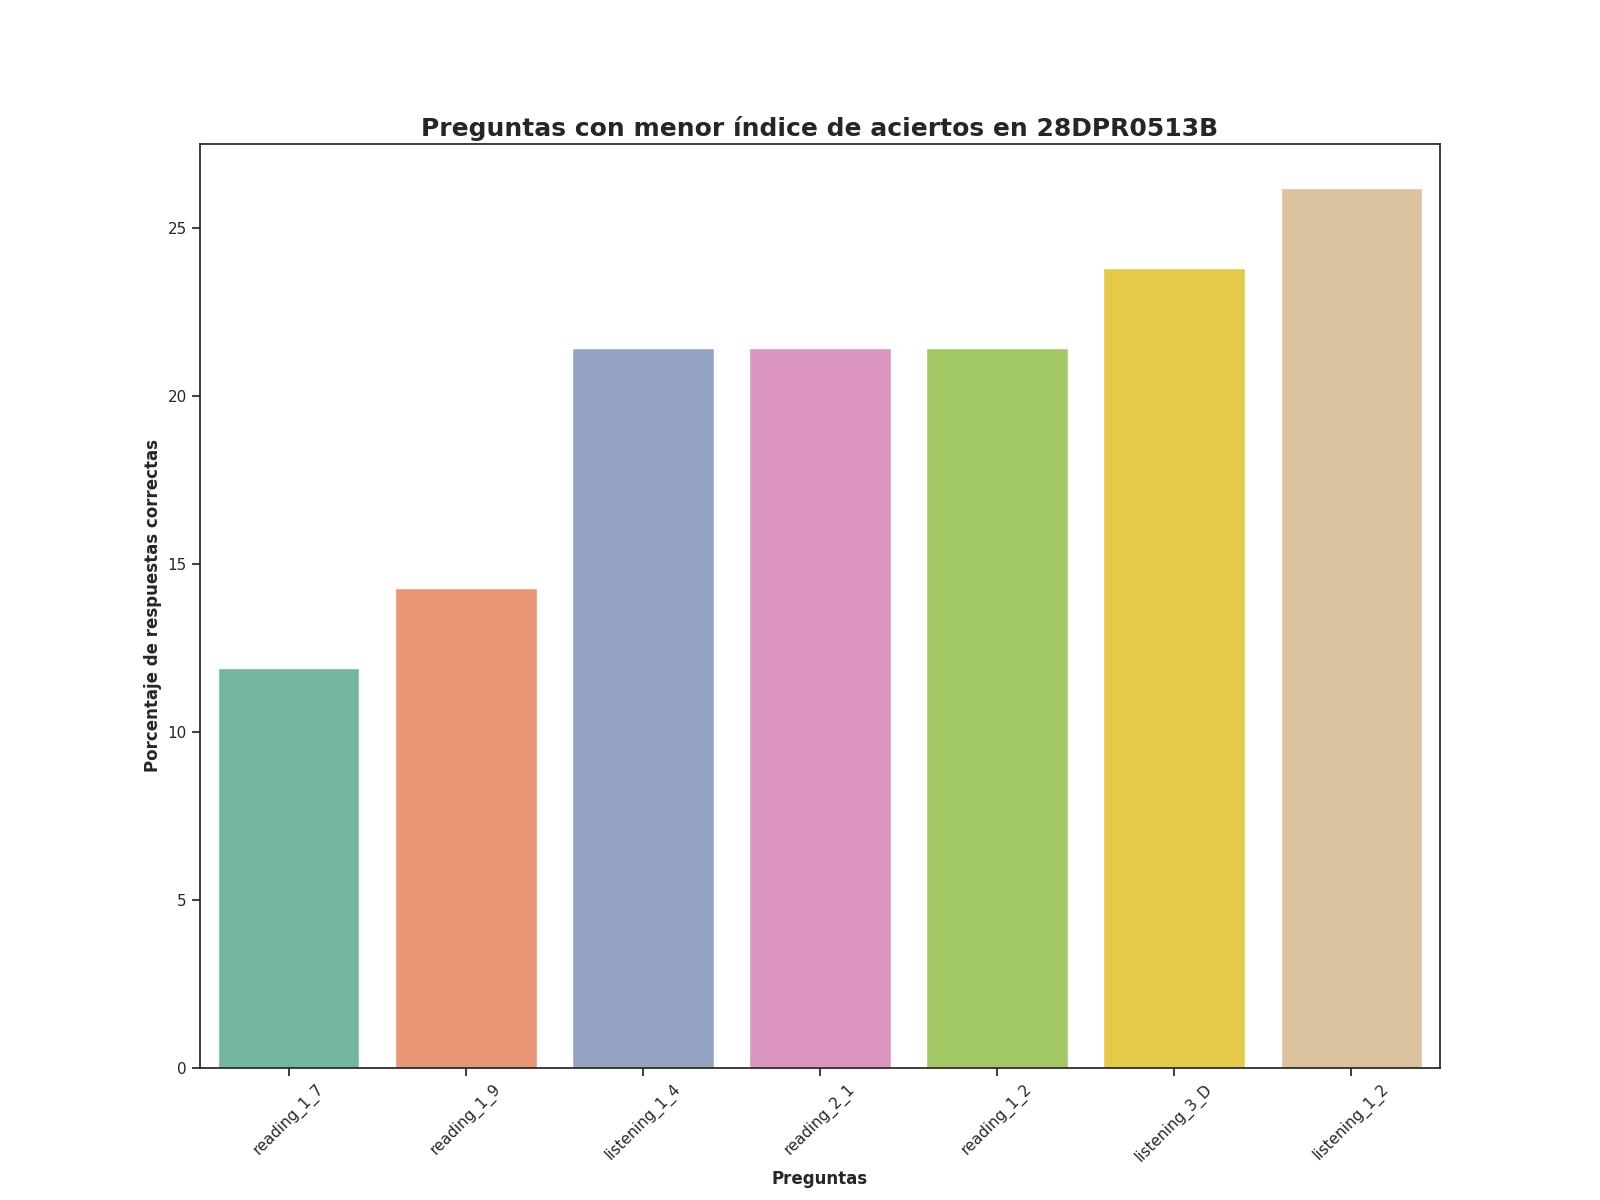 Preguntas con menor índice de aciertos en 28DPR0513B
Porcentaje de respuestas correctas
25
20
15
10
5
0
reading_1_7
reading_1_9
listening_1_4
reading_2_1
reading_1_2
listening_3_D
listening_1_2
Preguntas